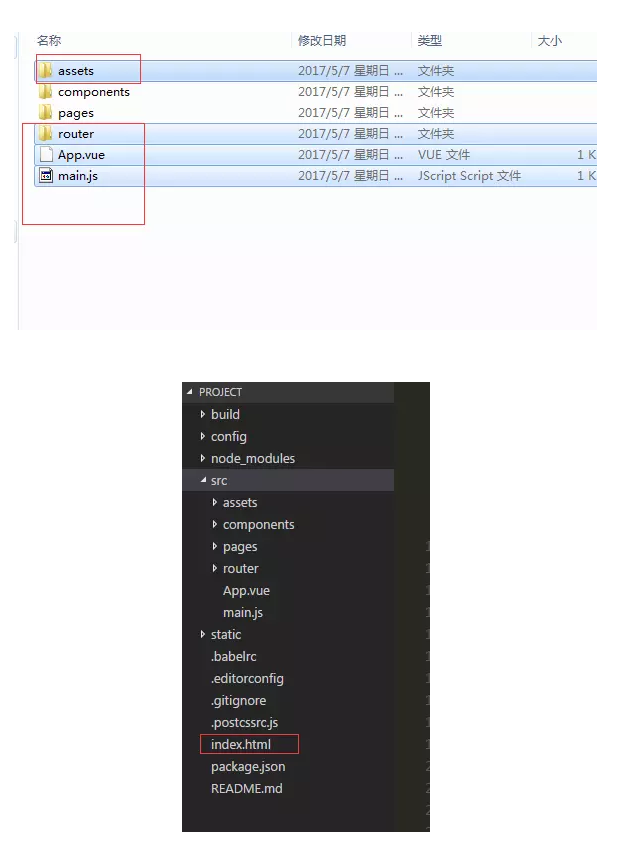 名称 修改日期 类型 大小
assets 2017/5/7 星期日 ... 文件夹
components 2017/5/7 星期日 ... 文件夹
pages 2017/5/7 星期日 ... 文件夹
router 2017/5/7 星期日 ... 文件夹
App.vue 2017/5/7 星期日 ... VUE 文件 1 K
main.js 2017/5/7 星期日 ... JScript Script 文件 1 K
PROJECT
build
config
node_modules
src
assets
components
pages
router
App.vue
main.js
static
.babelrc
.editorconfig
.gitignore
.postcssrc.js
index.html
package.json
README.md